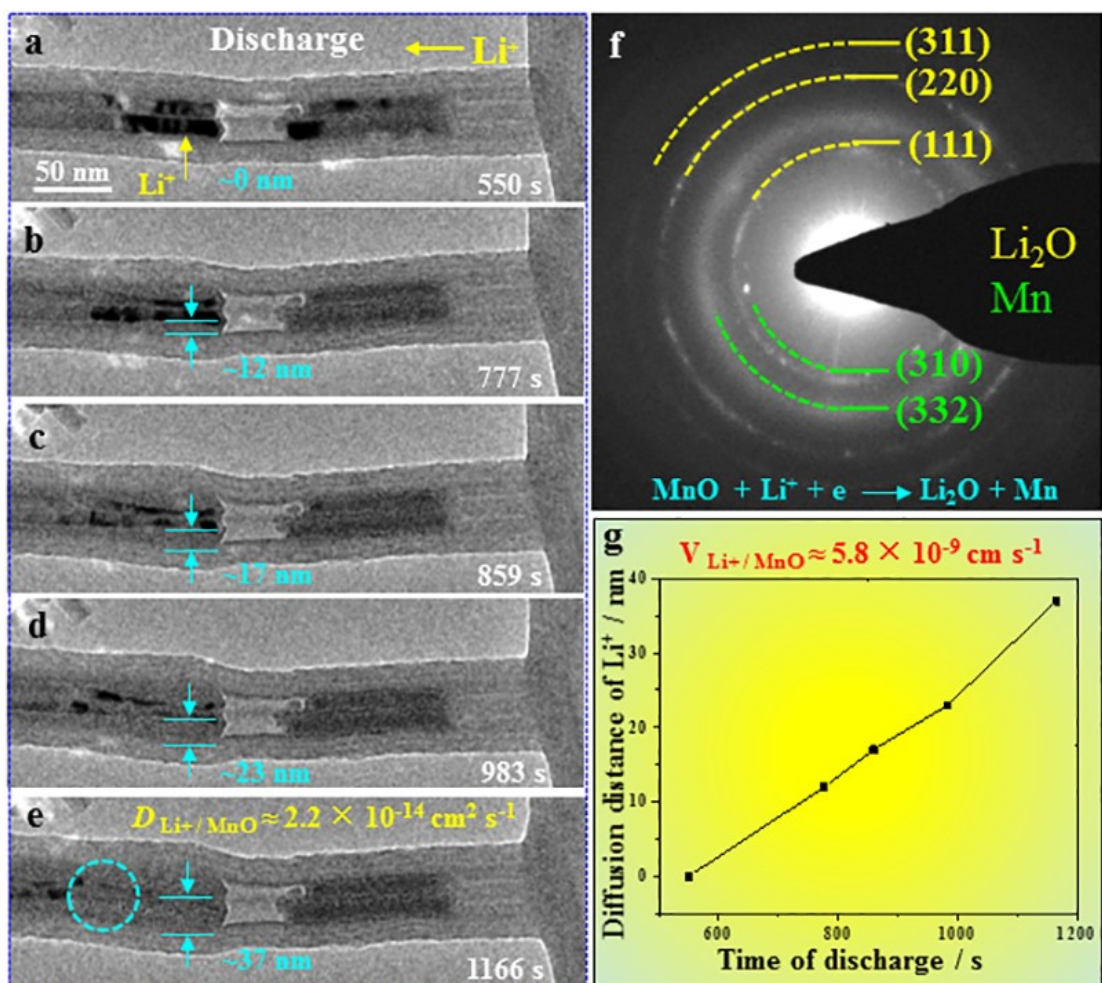 a
Discharge
Li⁺
50 nm
Li⁺
~0 nm
550 s
b
~12 nm
777 s
c
~17 nm
859 s
d
~23 nm
983 s
e
D Li+/MnO ≈ 2.2 × 10⁻¹⁴ cm² s⁻¹
~37 nm
1166 s
f
(311)
(220)
(111)
Li₂O
Mn
(310)
(332)
MnO + Li⁺ + e → Li₂O + Mn
g
V Li+/MnO ≈ 5.8 × 10⁻⁹ cm s⁻¹
Diffusion distance of Li⁺ / nm
40
30
20
10
0
600
800
1000
1200
Time of discharge / s